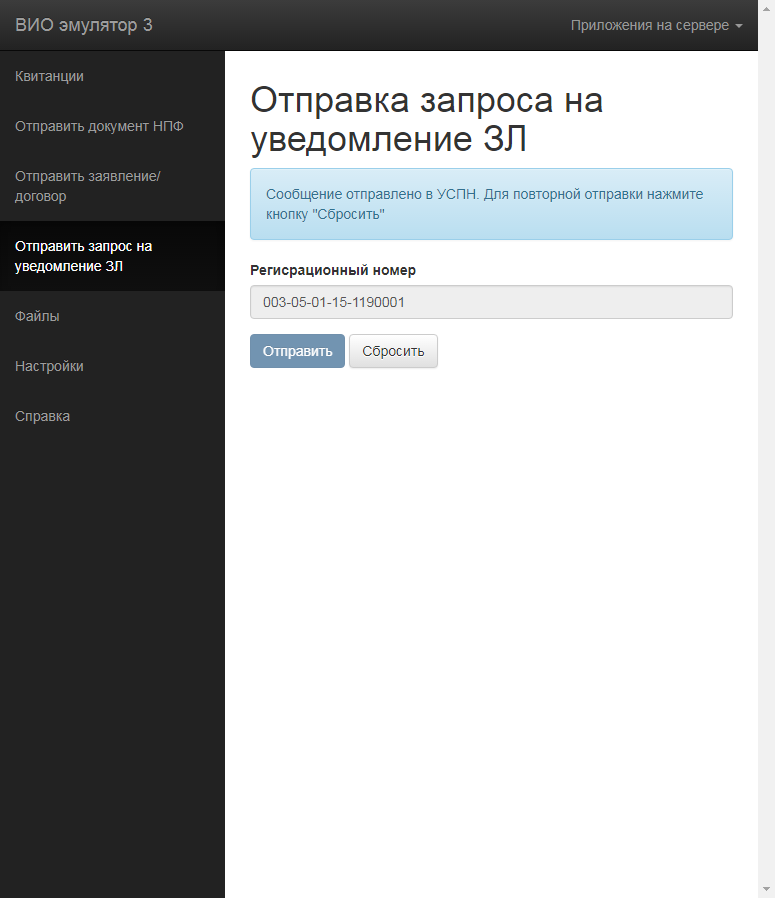 ВИО эмулятор 3
Приложения на сервере
Квитанции
Отправить документ НПФ
Отправить заявление/
договор
Отправить запрос на
уведомление ЗЛ
Файлы
Настройки
Справка
Отправка запроса на
уведомление ЗЛ
Сообщение отправлено в УСПН. Для повторной отправки нажмите
кнопку "Сбросить"
Регисрационный номер
003-05-01-15-1190001
Отправить
Сбросить